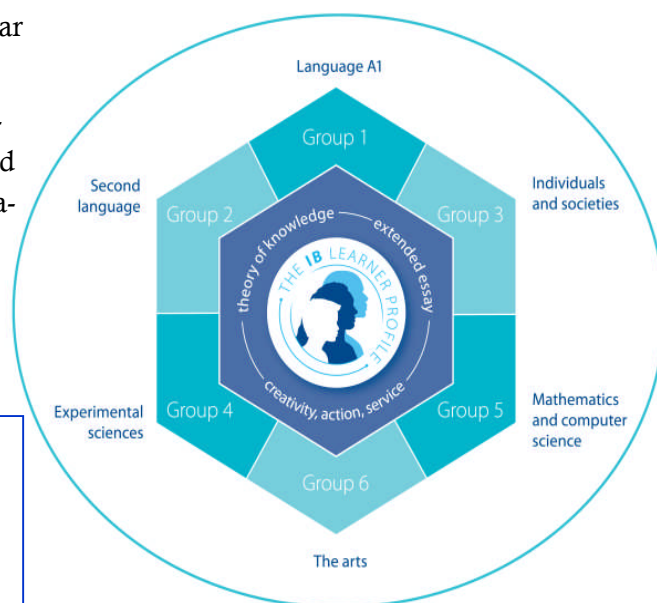 ar
d
a-
Language A1
Group 1
Second
language
Group 2
Individuals
and societies
Group 3
theory of knowledge
extended essay
THE IB LEARNER PROFILE
creativity, action, service
Experimental
sciences
Group 4
Group 5
Mathematics
and computer
science
Group 6
The arts